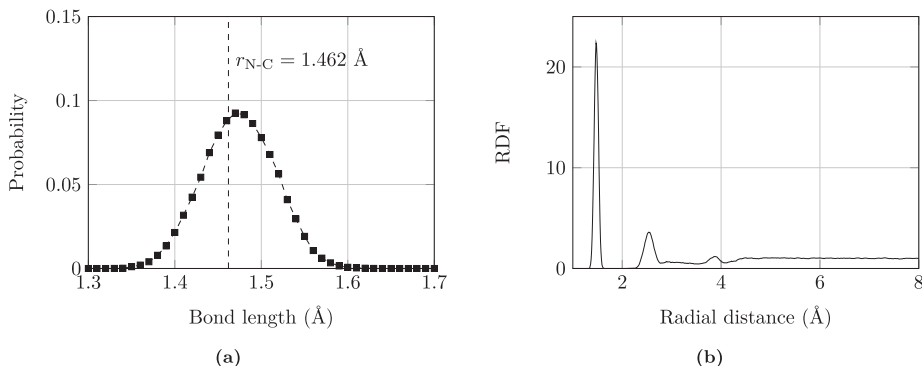 0.15
0.1
0.05
0
1.3
1.4
1.5
1.6
1.7
r_N-C = 1.462 Å
Probability
Bond length (Å)
(a)
20
10
0
2
4
6
8
RDF
Radial distance (Å)
(b)